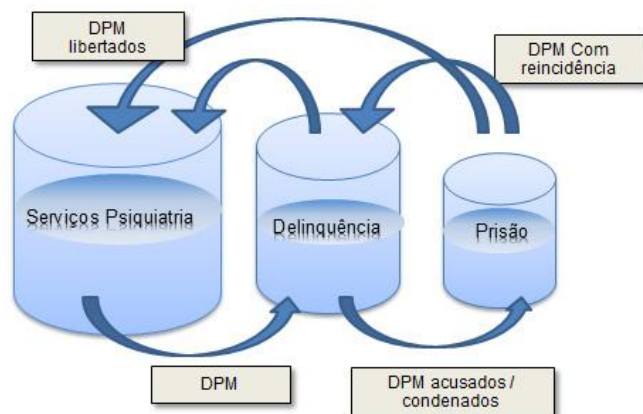 DPM
libertados
DPM Com
reincidência
Serviços Psiquiatria
Delinquência
Prisão
DPM
DPM acusados /
condenados